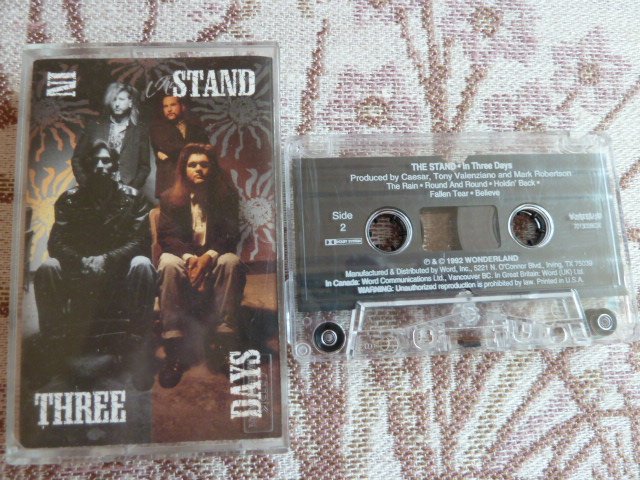 IN
STAND
THREE
DAYS
THE STAND • In Three Days
Produced by Caesar, Tony Valenziano and Mark Robertson
The Rain • Round And Round • Holdin' Back •
Fallen Tear • Believe
Side
2
DOLBY SYSTEM
Wonderland
℗ & © 1992 WONDERLAND
Manufactured & Distributed by Word, Inc., 5221 N. O'Connor Blvd., Irving, TX 75039
In Canada: Word Communications Ltd., Vancouver BC. In Great Britain; Word (UK) Ltd.
WARNING: Unauthorized reproduction is prohibited by law. Printed in U.S.A.